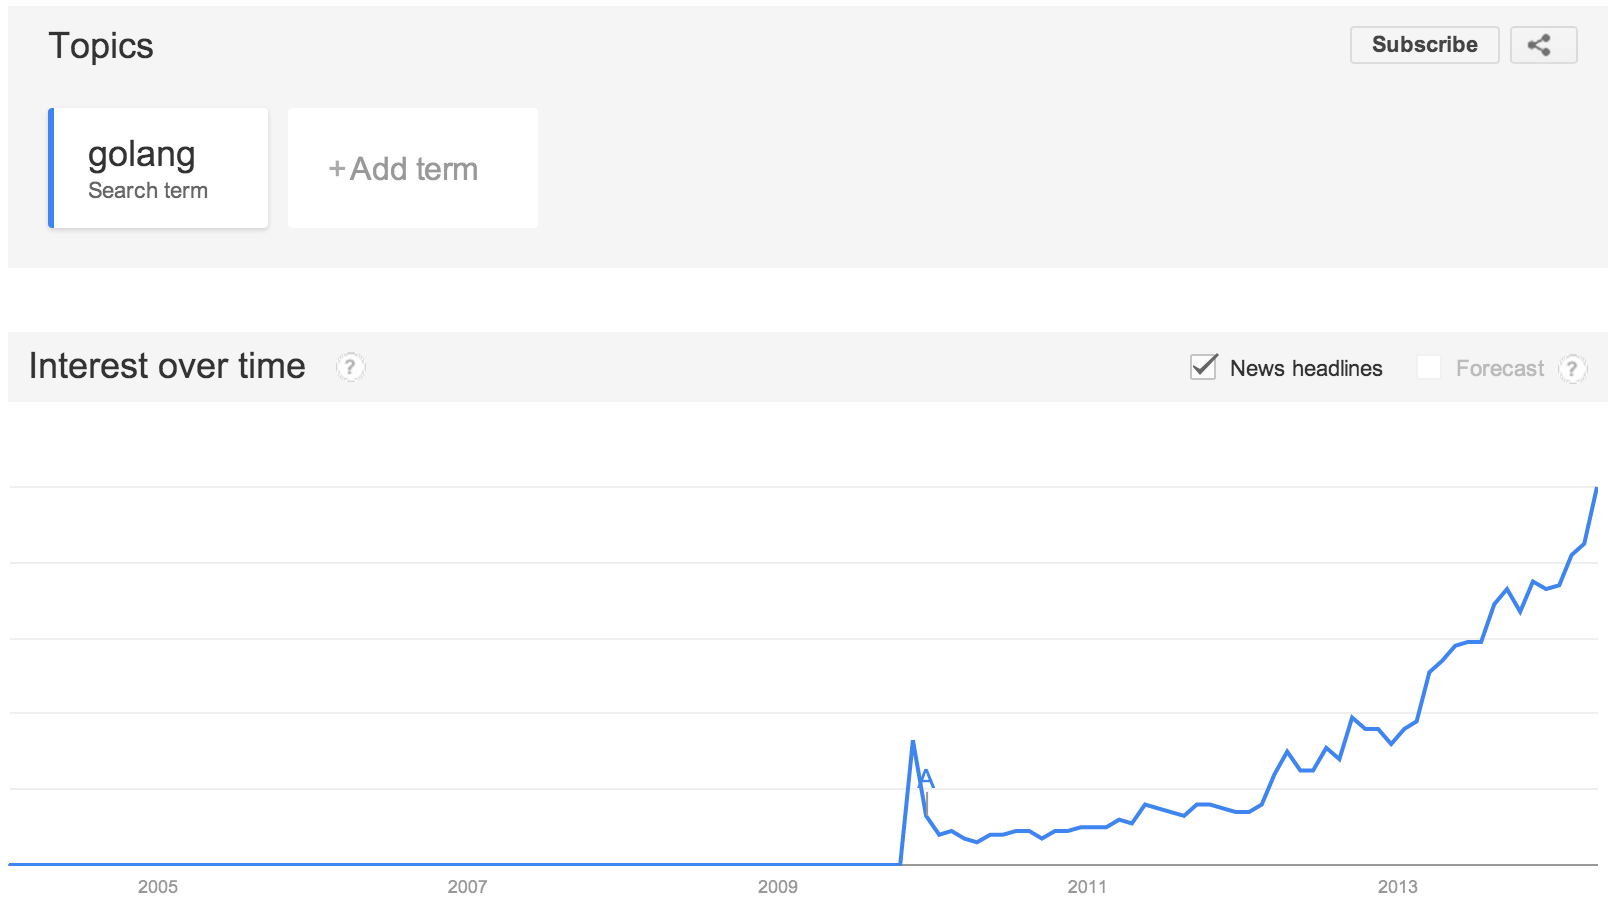 Topics
Subscribe
golang
Search term
+Add term
Interest over time
?
News headlines
Forecast
?
A
2005
2007
2009
2011
2013